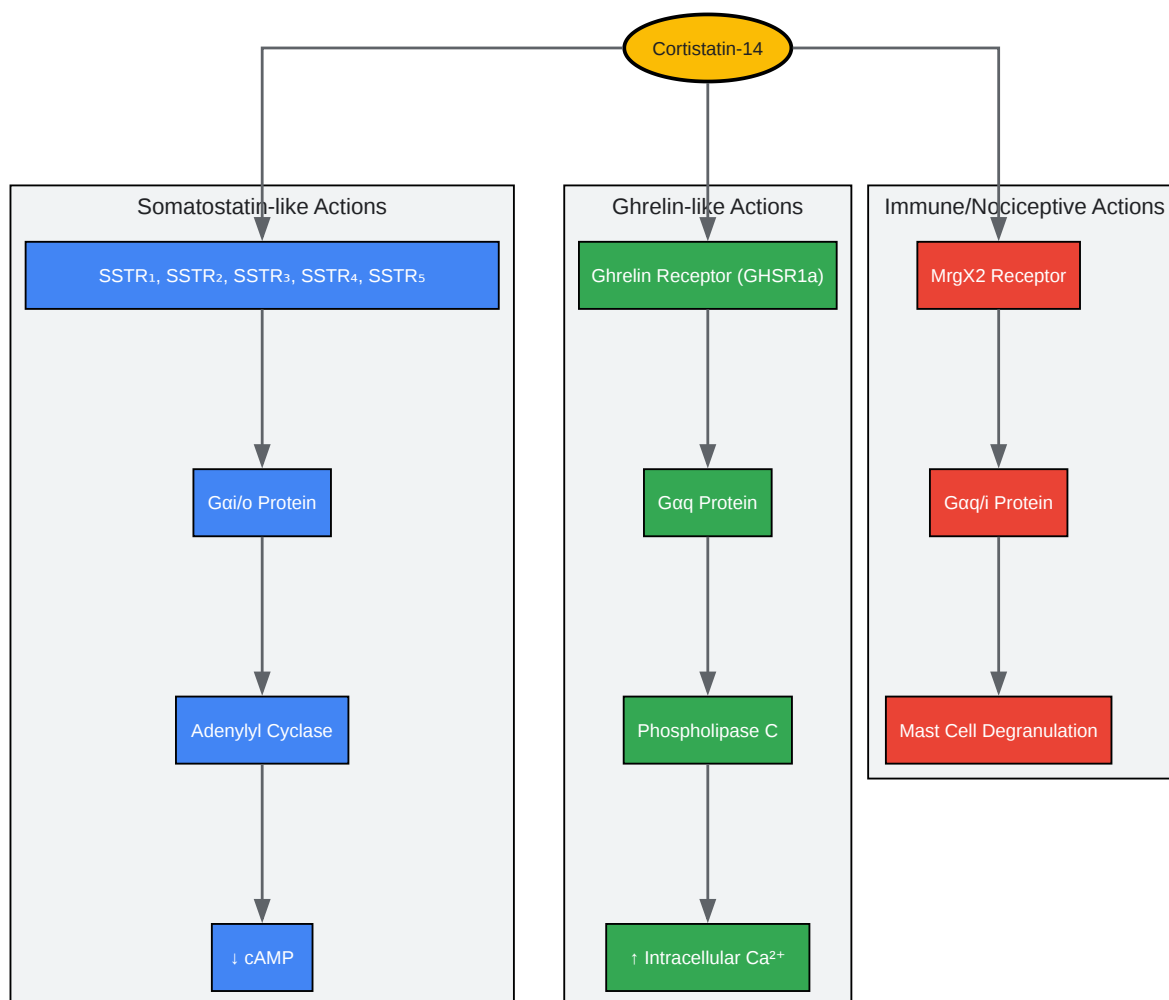 Cortistatin-14
Somatostatin-like Actions
SSTR₁, SSTR₂, SSTR₃, SSTR₄, SSTR₅
Gαi/o Protein
Adenylyl Cyclase
↓ cAMP
Ghrelin-like Actions
Ghrelin Receptor (GHSR1a)
Gαq Protein
Phospholipase C
↑ Intracellular Ca²⁺
Immune/Nociceptive Actions
MrgX2 Receptor
Gαq/i Protein
Mast Cell Degranulation